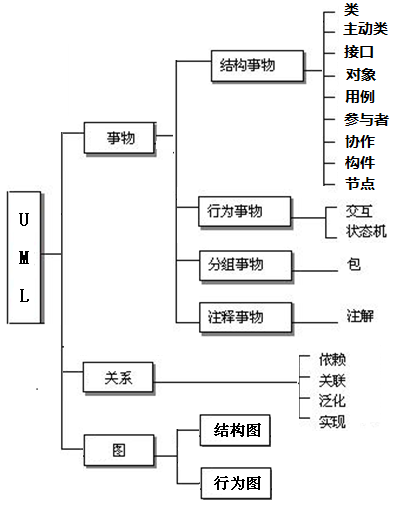 UML
事物
结构事物
类
主动类
接口
对象
用例
参与者
协作
构件
节点
行为事物
交互
状态机
分组事物
包
注释事物
注解
关系
依赖
关联
泛化
实现
图
结构图
行为图